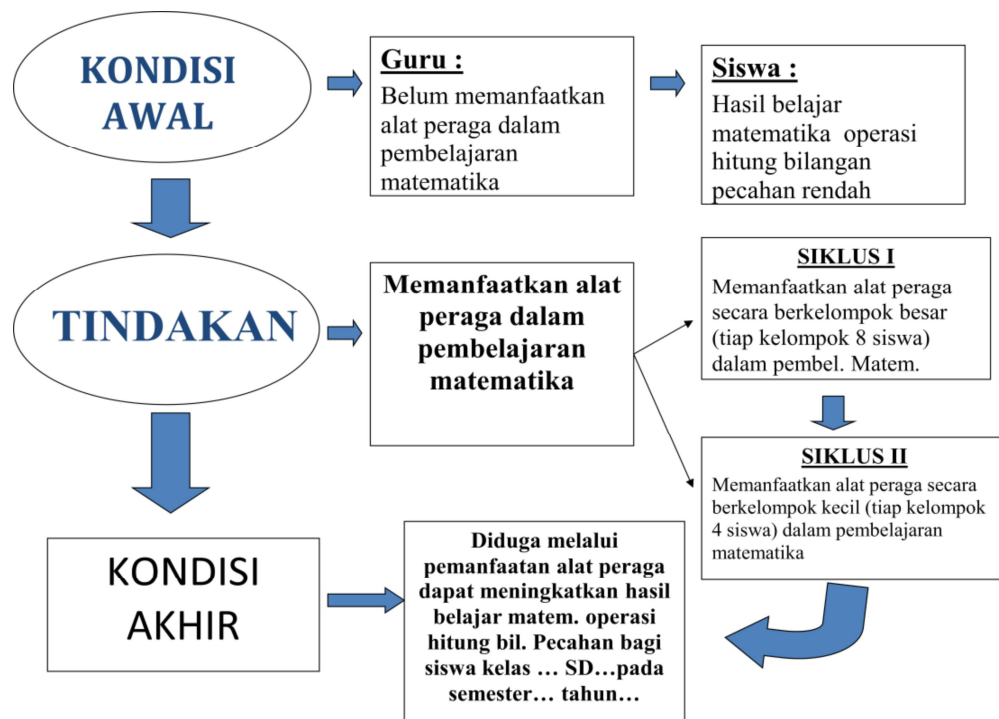 KONDISI
AWAL
Guru :
Belum memanfaatkan
alat peraga dalam
pembelajaran
matematika
Siswa :
Hasil belajar
matematika operasi
hitung bilangan
pecahan rendah
TINDAKAN
Memanfaatkan alat
peraga dalam
pembelajaran
matematika
SIKLUS I
Memanfaatkan alat peraga
secara berkelompok besar
(tiap kelompok 8 siswa)
dalam pembel. Matem.
SIKLUS II
Memanfaatkan alat peraga secara
berkelompok kecil (tiap kelompok
4 siswa) dalam pembelajaran
matematika
KONDISI
AKHIR
Diduga melalui
pemanfaatan alat peraga
dapat meningkatkan hasil
belajar matem. operasi
hitung bil. Pecahan bagi
siswa kelas … SD…pada
semester… tahun…